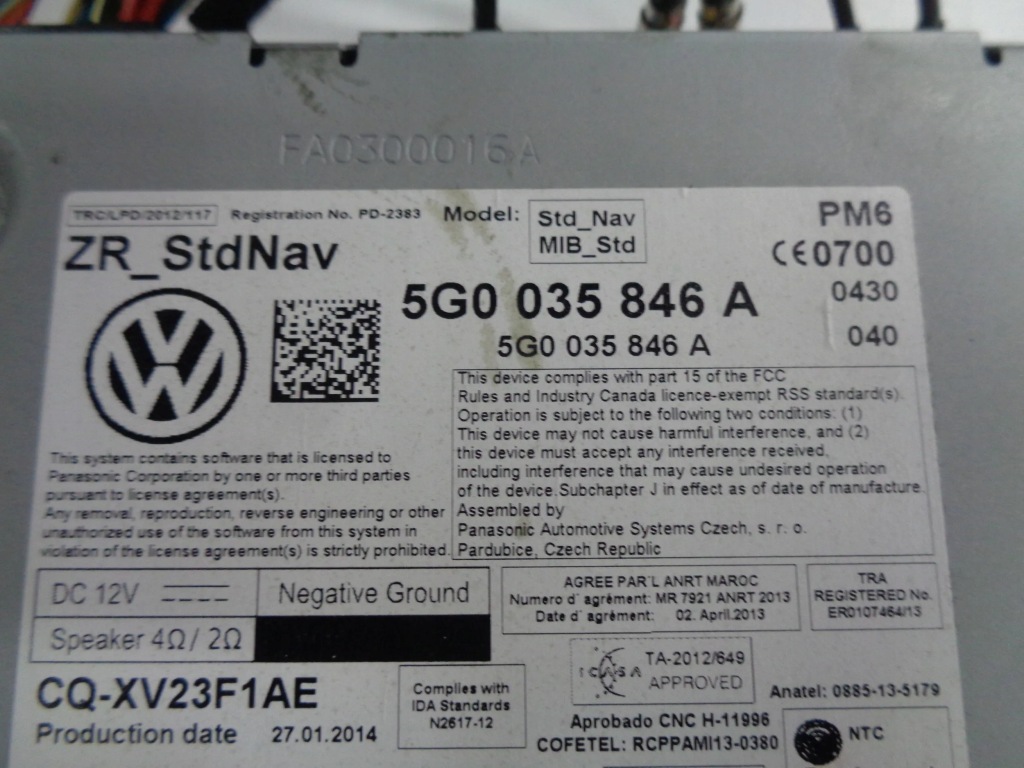 FA0300016A
TRC/LPD/2012/117 Registration No. PD-2383 Model: Std_Nav PM6
MIB_Std
ZR_StdNav CE0700
5G0 035 846 A 0430
5G0 035 846 A 040
This device complies with part 15 of the FCC
Rules and Industry Canada licence-exempt RSS standard(s).
Operation is subject to the following two conditions: (1)
This device may not cause harmful interference, and (2)
this device must accept any interference received,
including interference that may cause undesired operation
of the device.Subchapter J in effect as of date of manufacture.
Assembled by
Panasonic Automotive Systems Czech, s. r. o.
Pardubice, Czech Republic
This system contains software that is licensed to
Panasonic Corporation by one or more third parties
pursuant to license agreement(s).
Any removal, reproduction, reverse engineering or other
unauthorized use of the software from this system in
violation of the license agreement(s) is strictly prohibited.
DC 12V Negative Ground
Speaker 4Ω/ 2Ω
AGREE PAR'L ANRT MAROC
Numero d' agrément: MR 7921 ANRT 2013
Date d' agrément: 02. April.2013
TRA
REGISTERED No.
ER0107464/13
ICASA TA-2012/649
APPROVED
CQ-XV23F1AE
Production date 27.01.2014
Complies with
IDA Standards
N2617-12
Anatel: 0885-13-5179
Aprobado CNC H-11996
COFETEL: RCPPAMI13-0380
NTC